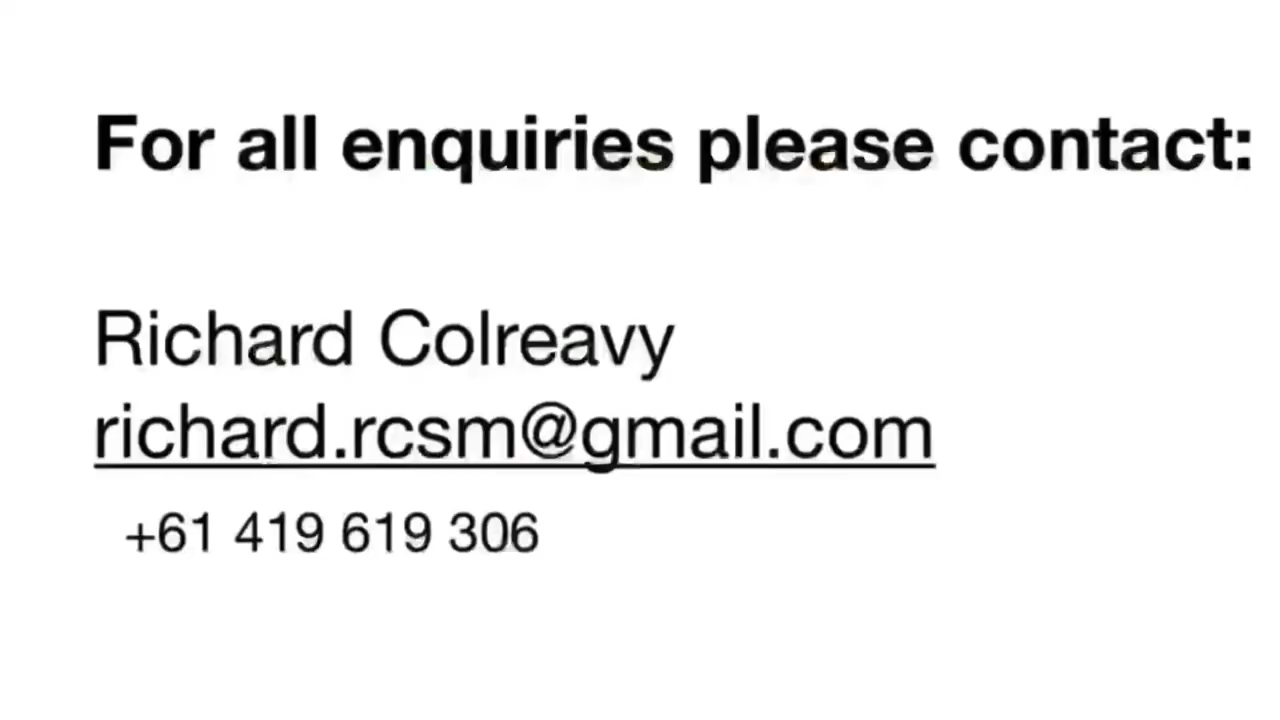 For all enquiries please contact:
Richard Colreavy
richard.rcsm@gmail.com
+61 419 619 306